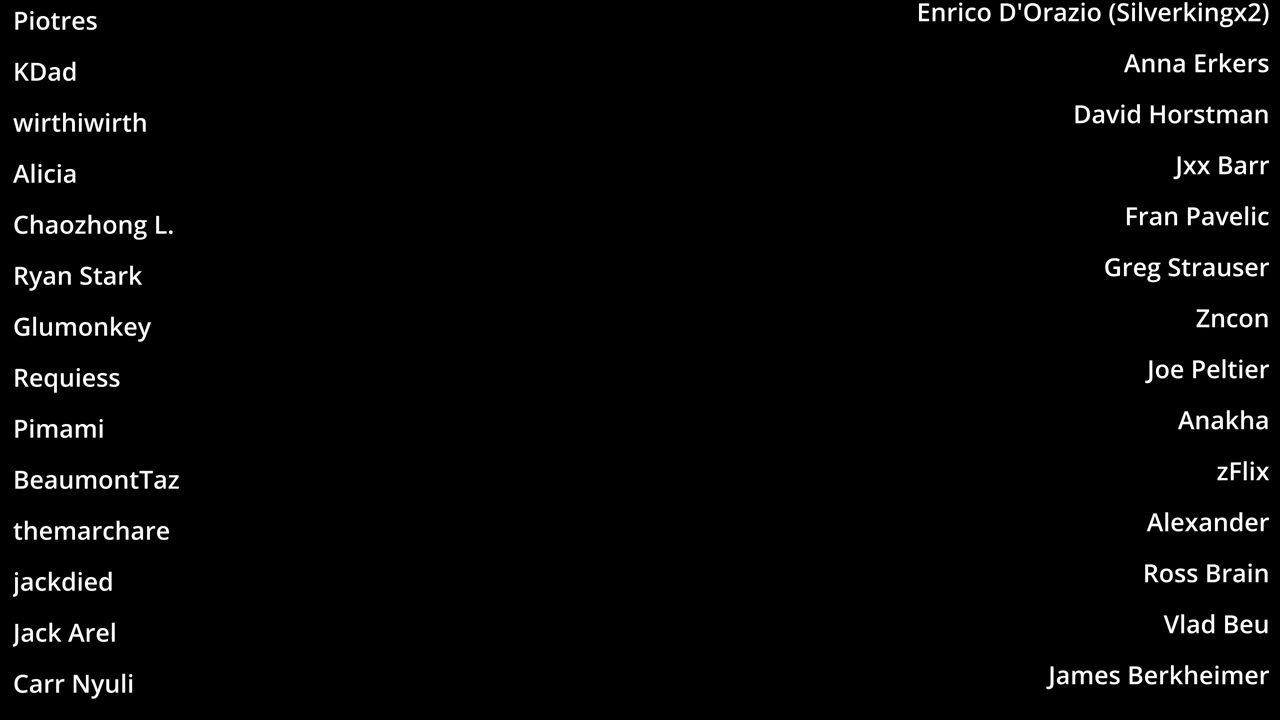 Piotres
KDad
wirthiwirth
Alicia
Chaozhong L.
Ryan Stark
Glumonkey
Requiess
Pimami
BeaumontTaz
themarchare
jackdied
Jack Arel
Carr Nyuli
Enrico D'Orazio (Silverkingx2)
Anna Erkers
David Horstman
Jxx Barr
Fran Pavelic
Greg Strauser
Zncon
Joe Peltier
Anakha
zFlix
Alexander
Ross Brain
Vlad Beu
James Berkheimer